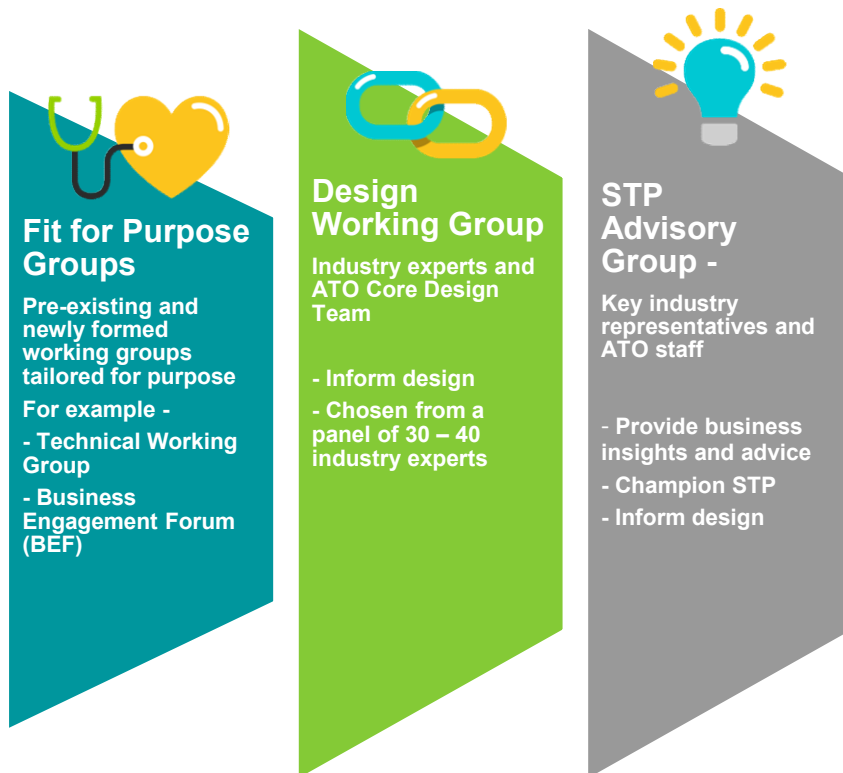 Fit for Purpose
Groups
Pre-existing and
newly formed
working groups
tailored for purpose
For example -
- Technical Working
Group
- Business
Engagement Forum
(BEF)
Design
Working Group
Industry experts and
ATO Core Design
Team
- Inform design
- Chosen from a
panel of 30 – 40
industry experts
STP
Advisory
Group -
Key industry
representatives and
ATO staff
- Provide business
insights and advice
- Champion STP
- Inform design